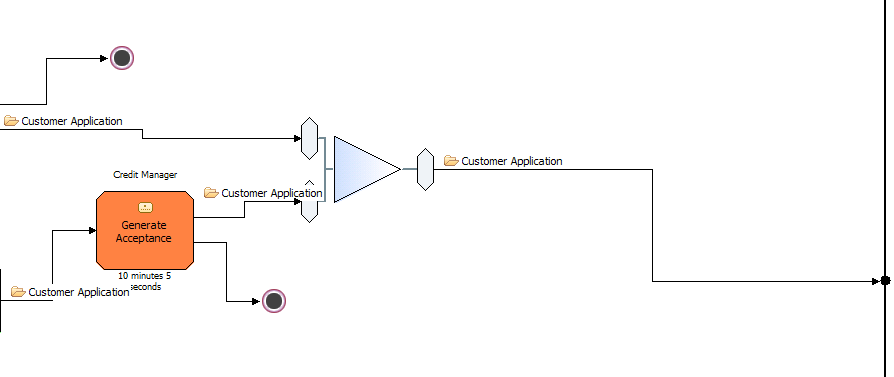 Customer Application
Customer Application
Credit Manager
Customer Application
Generate
Acceptance
10 minutes 5
seconds
Customer Application